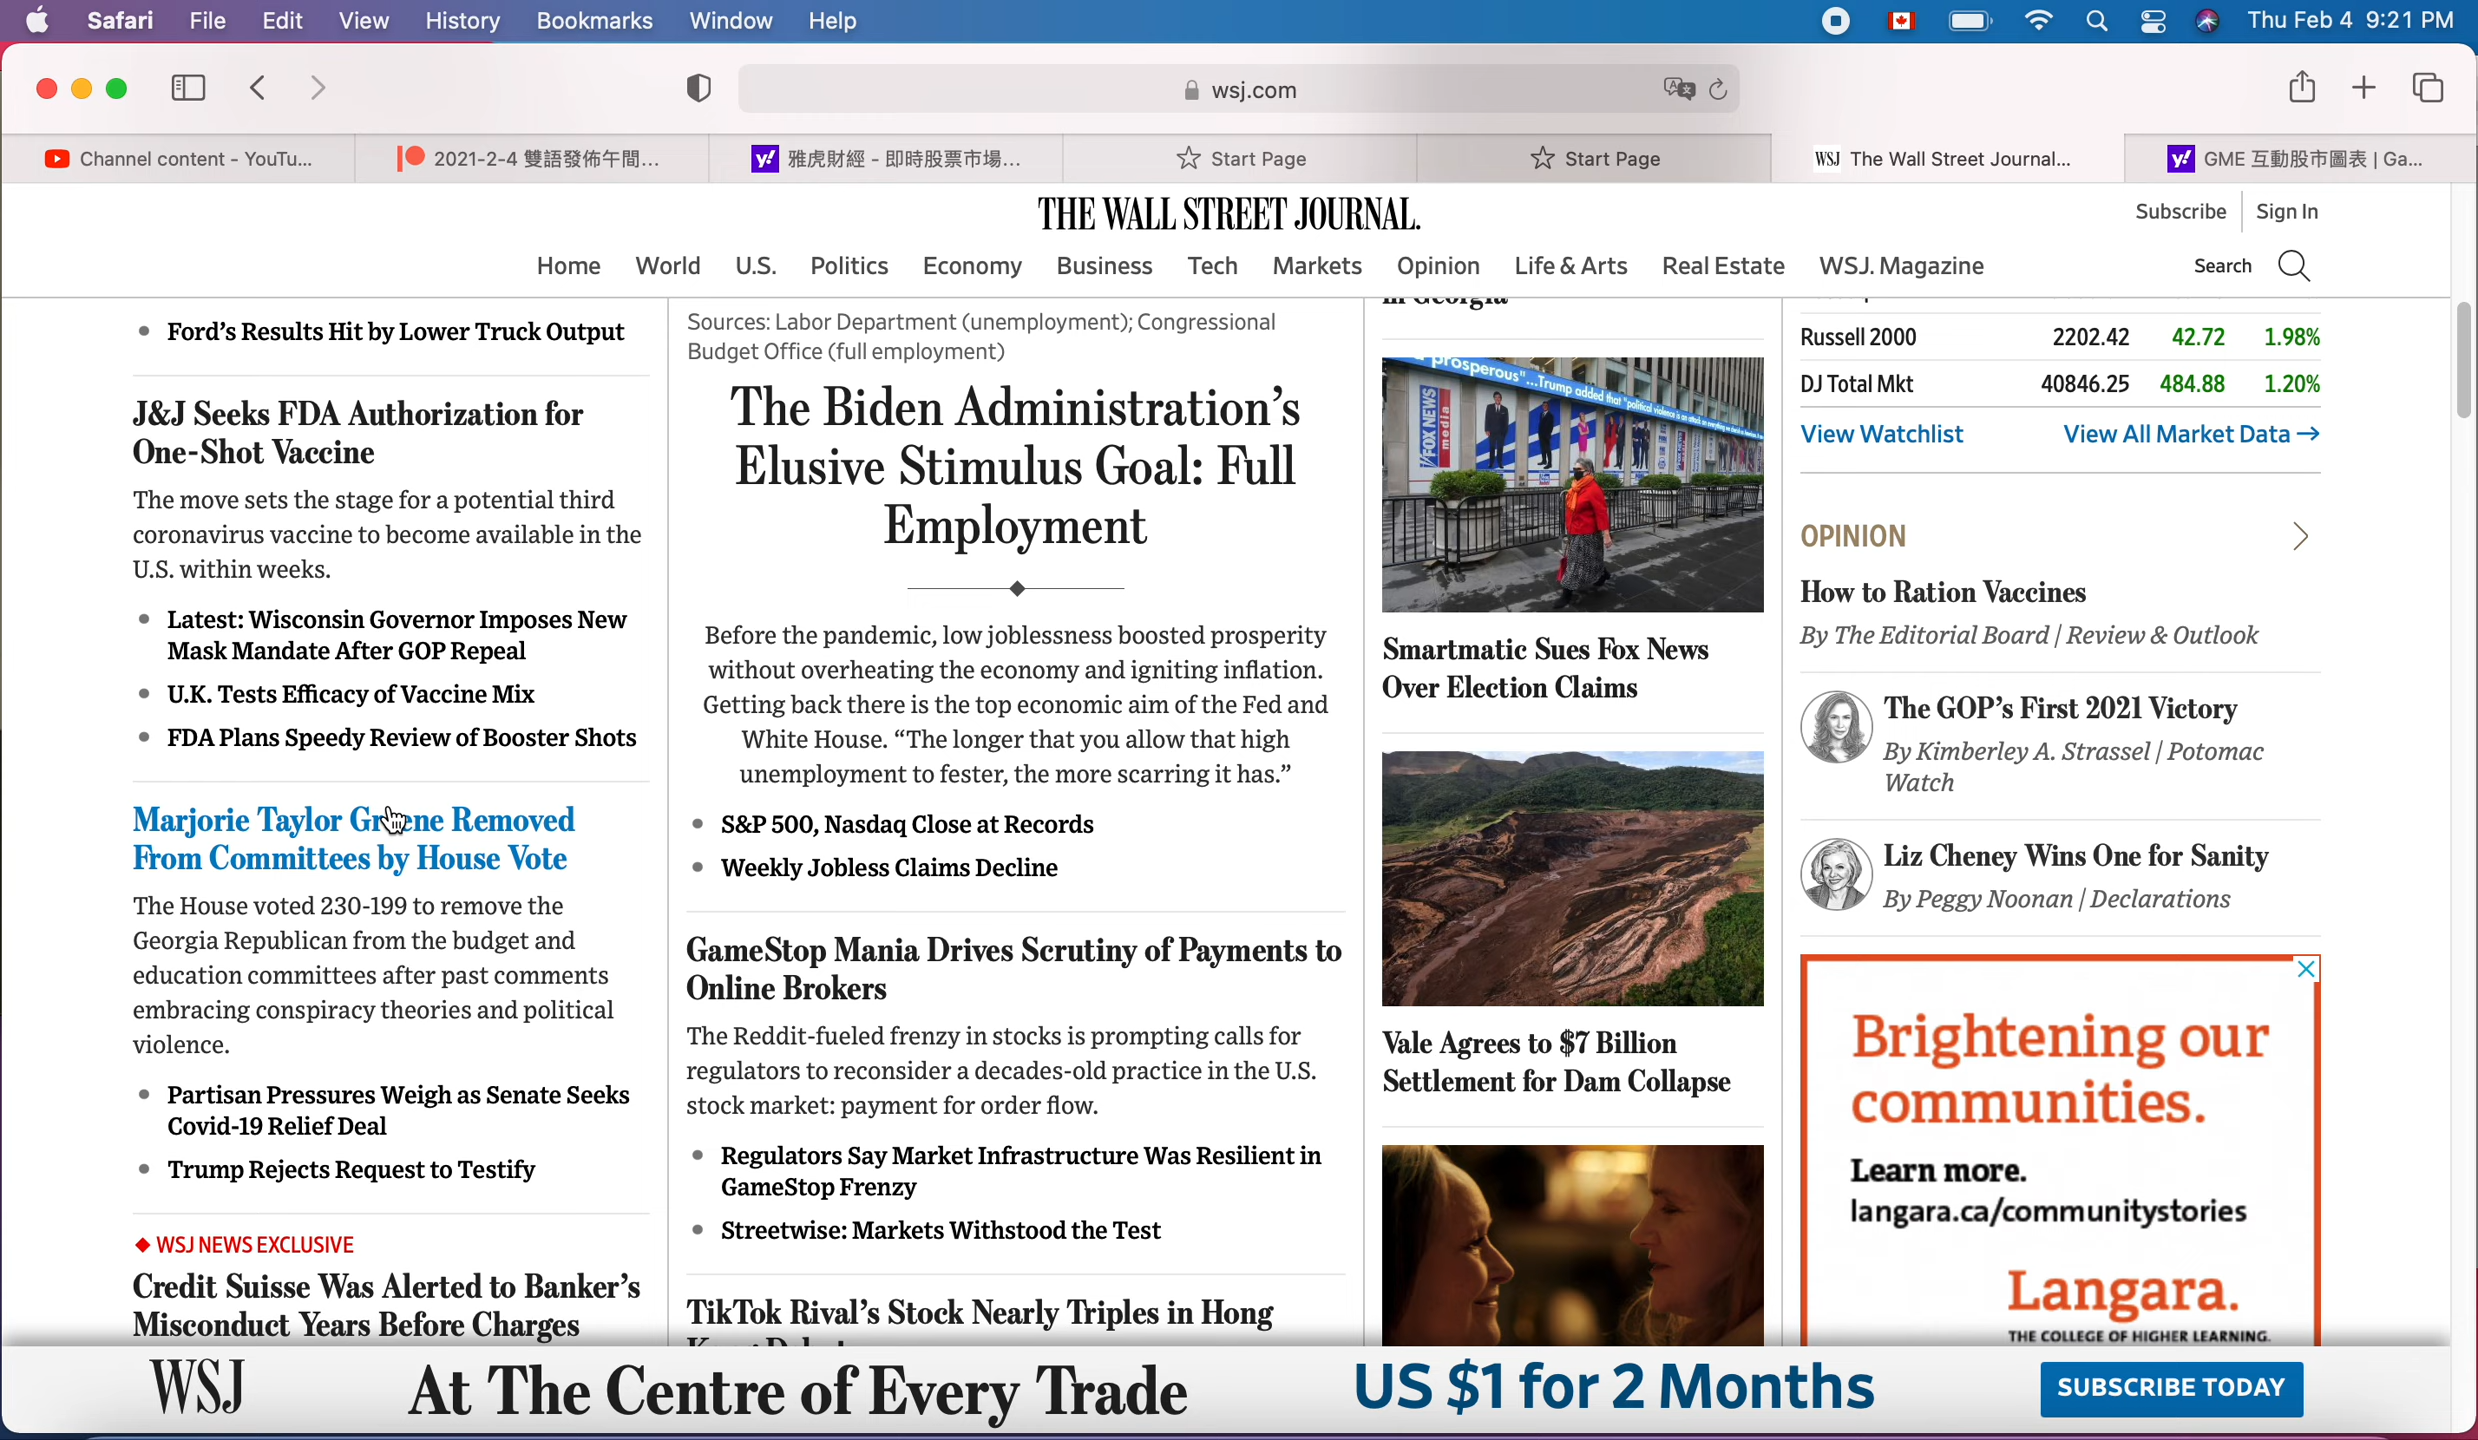 Safari File Edit View History Bookmarks Window Help
Thu Feb 4 9:21 PM
wsj.com
Channel content - YouTu...
2021-2-4 雙語發佈午間...
雅虎財經 - 即時股票市場...
Start Page
Start Page
WSJ The Wall Street Journal...
GME 互動股市圖表 | Ga...
THE WALL STREET JOURNAL.
Subscribe Sign In
Home World U.S. Politics Economy Business Tech Markets Opinion Life & Arts Real Estate WSJ. Magazine
Search
Ford's Results Hit by Lower Truck Output
J&J Seeks FDA Authorization for
One-Shot Vaccine
The move sets the stage for a potential third
coronavirus vaccine to become available in the
U.S. within weeks.
Latest: Wisconsin Governor Imposes New
Mask Mandate After GOP Repeal
U.K. Tests Efficacy of Vaccine Mix
FDA Plans Speedy Review of Booster Shots
Marjorie Taylor Greene Removed
From Committees by House Vote
The House voted 230-199 to remove the
Georgia Republican from the budget and
education committees after past comments
embracing conspiracy theories and political
violence.
Partisan Pressures Weigh as Senate Seeks
Covid-19 Relief Deal
Trump Rejects Request to Testify
WSJ NEWS EXCLUSIVE
Credit Suisse Was Alerted to Banker's
Misconduct Years Before Charges
Sources: Labor Department (unemployment); Congressional
Budget Office (full employment)
The Biden Administration's
Elusive Stimulus Goal: Full
Employment
Before the pandemic, low joblessness boosted prosperity
without overheating the economy and igniting inflation.
Getting back there is the top economic aim of the Fed and
White House. “The longer that you allow that high
unemployment to fester, the more scarring it has.”
S&P 500, Nasdaq Close at Records
Weekly Jobless Claims Decline
GameStop Mania Drives Scrutiny of Payments to
Online Brokers
The Reddit-fueled frenzy in stocks is prompting calls for
regulators to reconsider a decades-old practice in the U.S.
stock market: payment for order flow.
Regulators Say Market Infrastructure Was Resilient in
GameStop Frenzy
Streetwise: Markets Withstood the Test
TikTok Rival's Stock Nearly Triples in Hong
in Georgia
prosperous"...Trump added that "political violence is an
FOX NEWS
media
Smartmatic Sues Fox News
Over Election Claims
Vale Agrees to $7 Billion
Settlement for Dam Collapse
Russell 2000 2202.42 42.72 1.98%
DJ Total Mkt 40846.25 484.88 1.20%
View Watchlist View All Market Data →
OPINION
How to Ration Vaccines
By The Editorial Board | Review & Outlook
The GOP's First 2021 Victory
By Kimberley A. Strassel | Potomac
Watch
Liz Cheney Wins One for Sanity
By Peggy Noonan | Declarations
Brightening our
communities.
Learn more.
langara.ca/communitystories
Langara.
THE COLLEGE OF HIGHER LEARNING.
WSJ At The Centre of Every Trade US $1 for 2 Months SUBSCRIBE TODAY